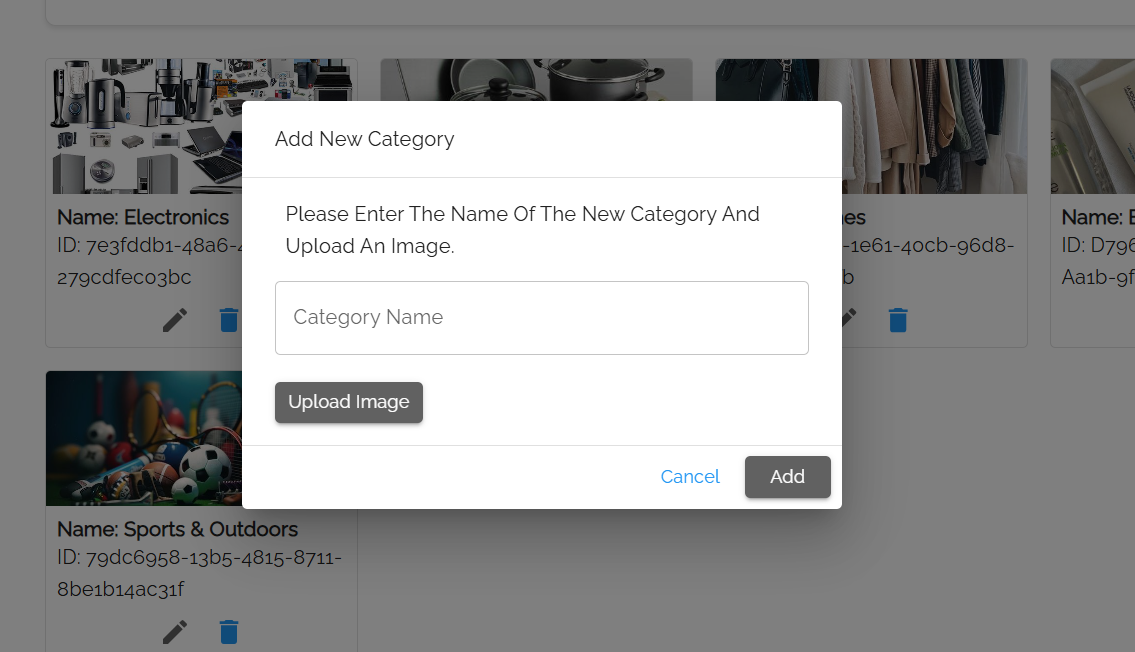 Add New Category
Please Enter The Name Of The New Category And
Upload An Image.
Category Name
Upload Image
Cancel
Add
Name: Electronics
ID: 7e3fddb1-48a6-
279cdfec03bc
-1e61-40cb-96d8-
Name:
ID: D796
Aa1b-9f
Name: Sports & Outdoors
ID: 79dc6958-13b5-4815-8711-
8be1b14ac31f